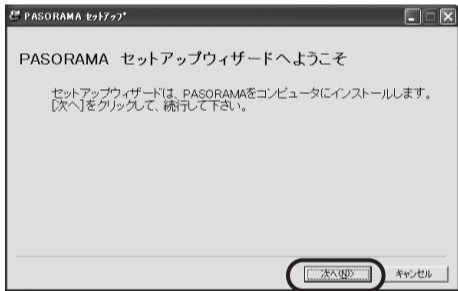 PASORAMA ｾｯﾄｱｯﾌﾟ
PASORAMA セットアップウィザードへようこそ
セットアップウィザードは、PASORAMAをコンピュータにインストールします。
[次へ]をクリックして、続行して下さい。
次へ(N)>
キャンセル